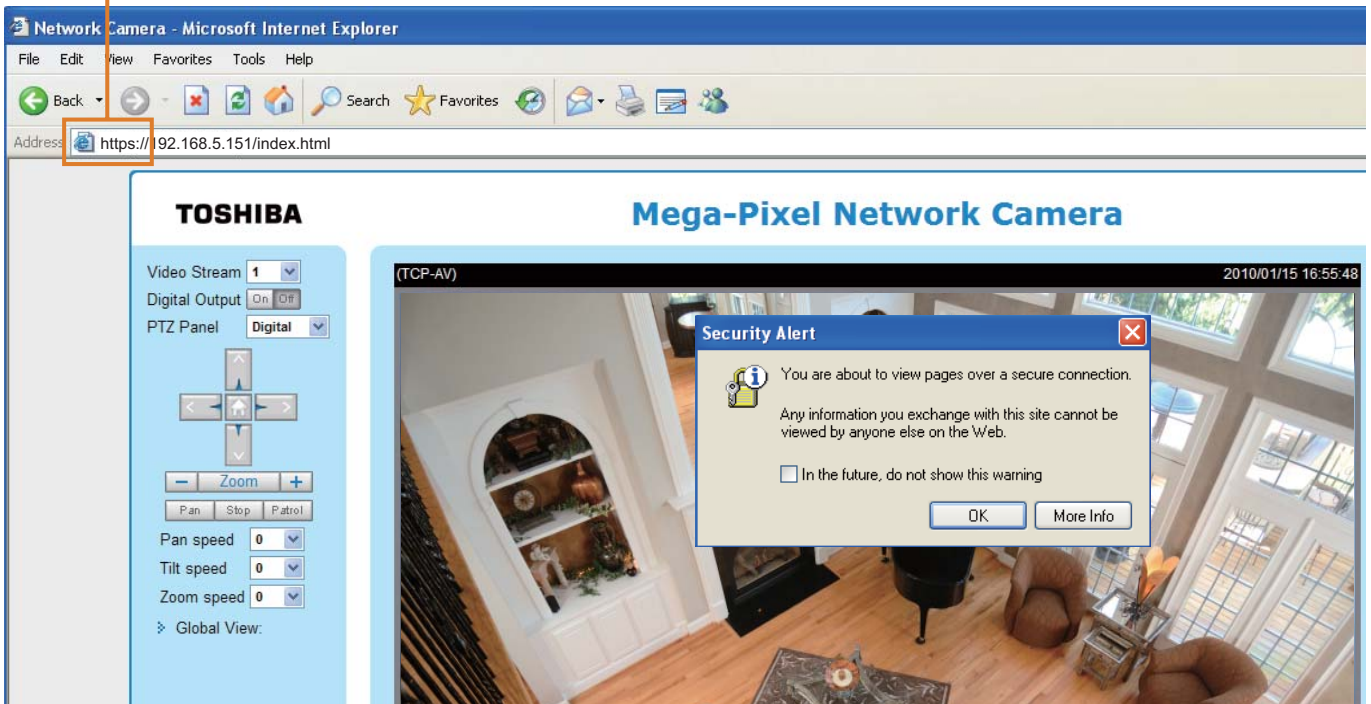 Network Camera - Microsoft Internet Explorer
File Edit View Favorites Tools Help
Back Search Favorites
Address https://192.168.5.151/index.html
TOSHIBA
Mega-Pixel Network Camera
Video Stream 1
Digital Output On Off
PTZ Panel Digital
Zoom
Pan Stop Patrol
Pan speed 0
Tilt speed 0
Zoom speed 0
Global View:
(TCP-AV) 2010/01/15 16:55:48
Security Alert
You are about to view pages over a secure connection.
Any information you exchange with this site cannot be
viewed by anyone else on the Web.
In the future, do not show this warning
OK More Info